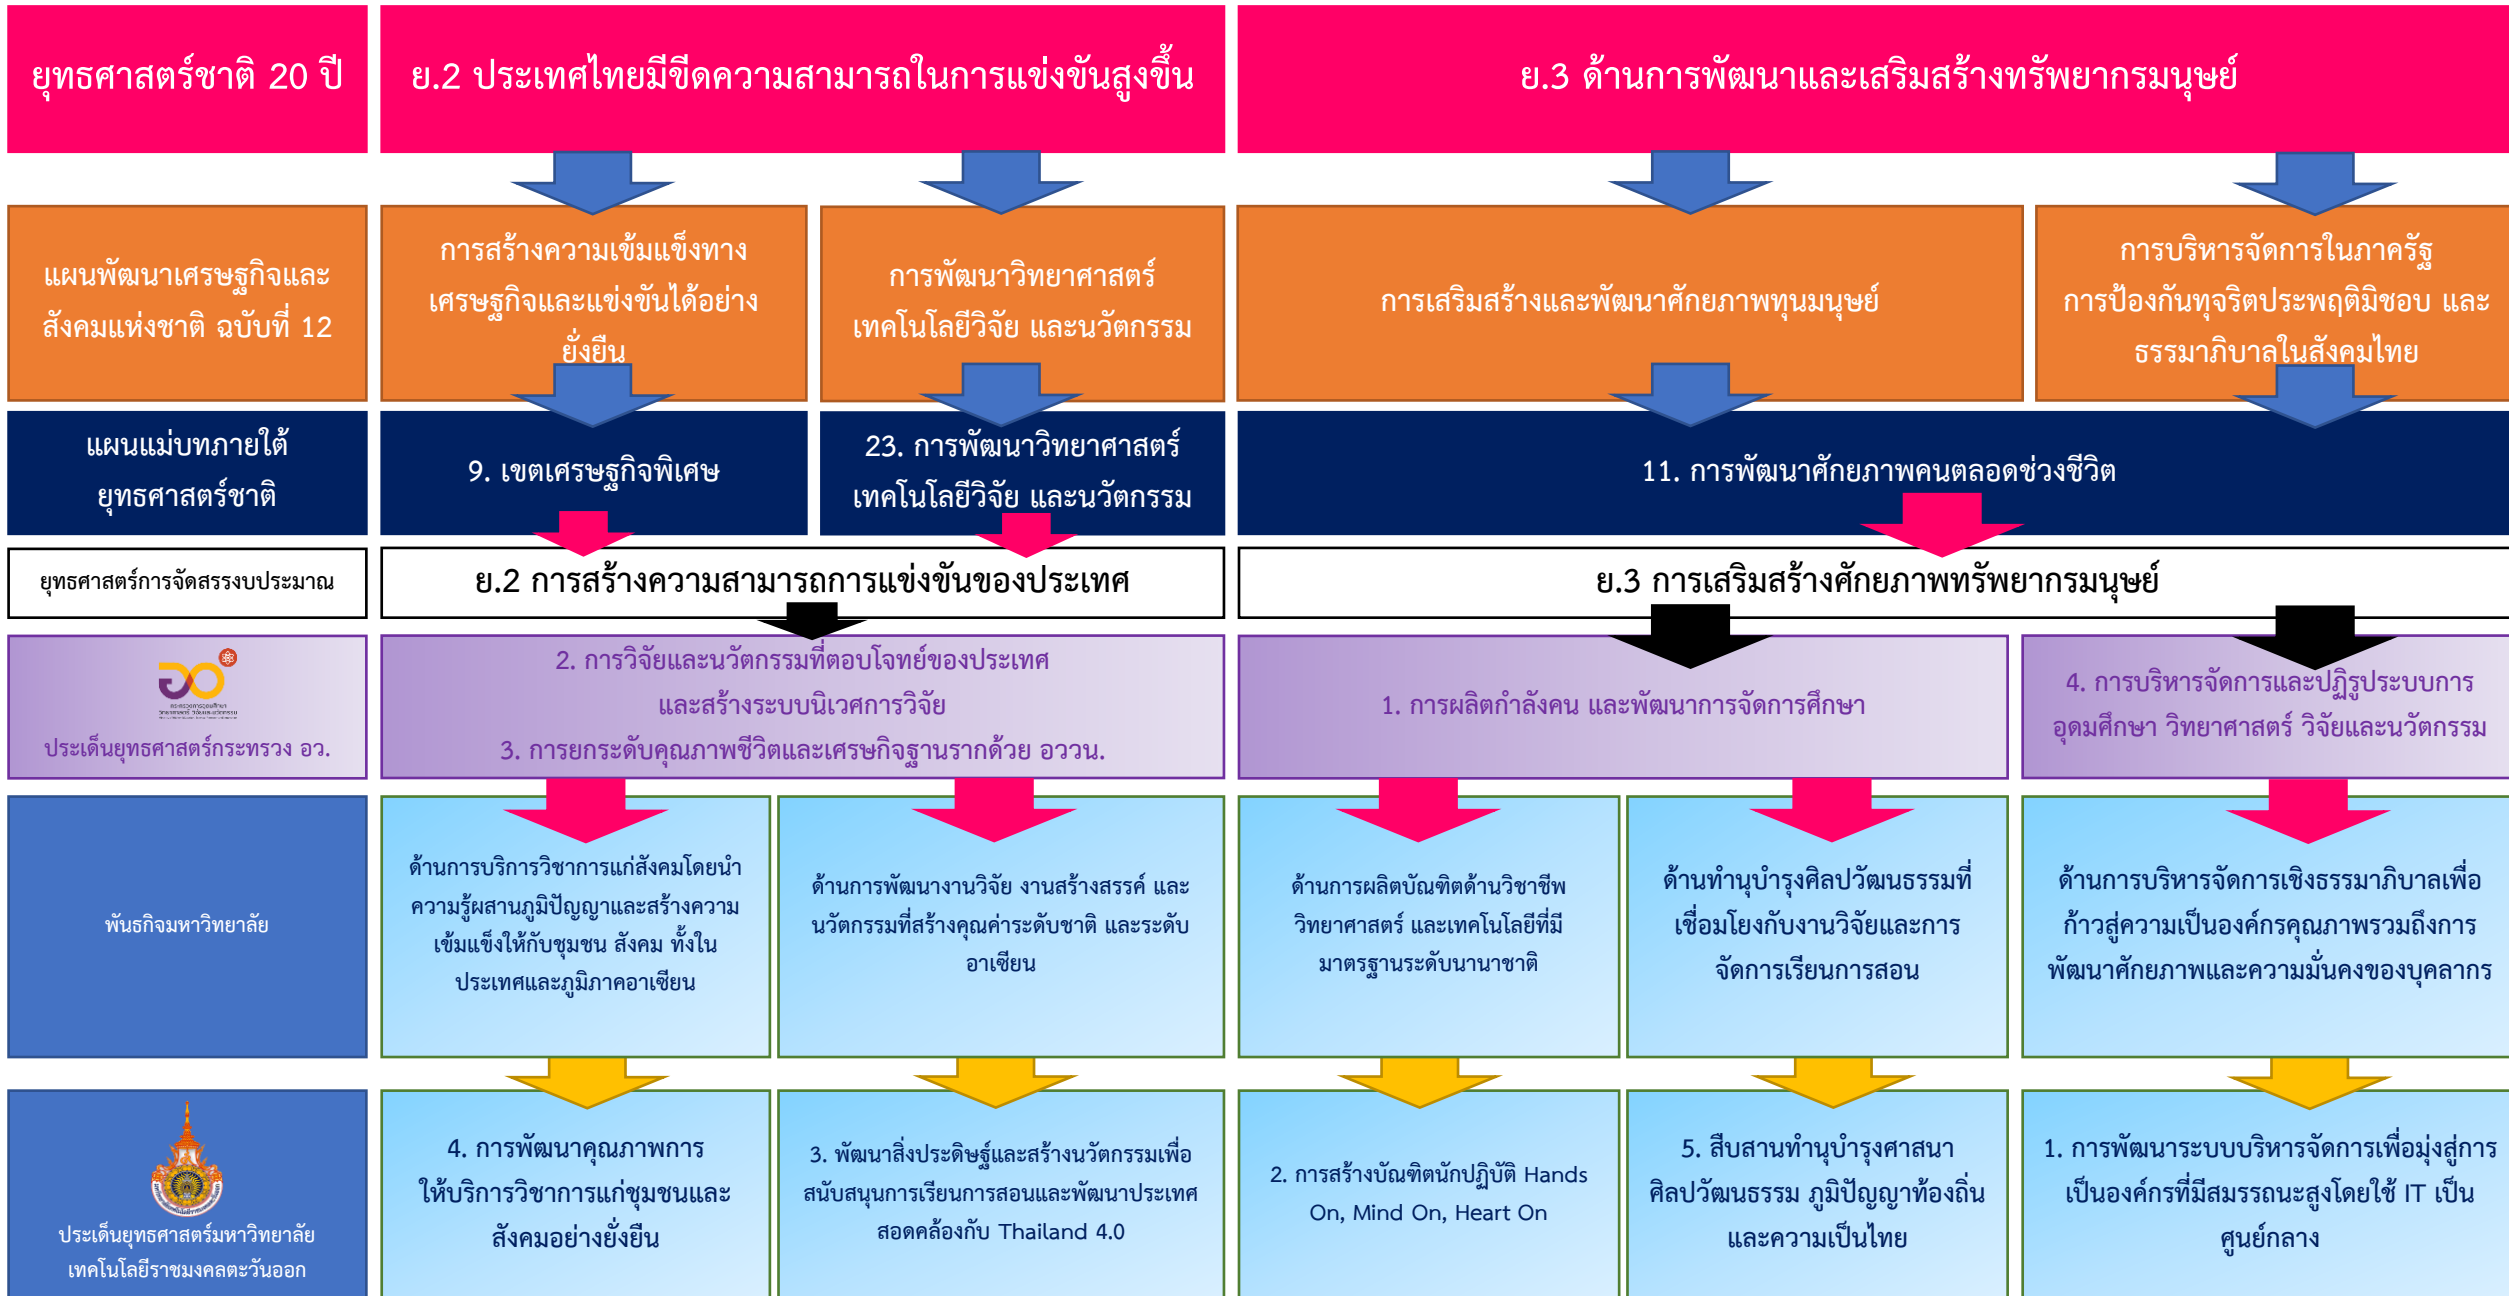 ยุทธศาสตร์ชาติ 20 ปี
ย.2 ประเทศไทยมีขีดความสามารถในการแข่งขันสูงขึ้น
ย.3 ด้านการพัฒนาและเสริมสร้างทรัพยากรมนุษย์
แผนพัฒนาเศรษฐกิจและ
สังคมแห่งชาติ ฉบับที่ 12
การสร้างความเข้มแข็งทาง
เศรษฐกิจและแข่งขันได้อย่าง
ยั่งยืน
การพัฒนาวิทยาศาสตร์
เทคโนโลยีวิจัย และนวัตกรรม
การเสริมสร้างและพัฒนาศักยภาพทุนมนุษย์
การบริหารจัดการในภาครัฐ
การป้องกันทุจริตประพฤติมิชอบ และ
ธรรมาภิบาลในสังคมไทย
แผนแม่บทภายใต้
ยุทธศาสตร์ชาติ
9. เขตเศรษฐกิจพิเศษ
23. การพัฒนาวิทยาศาสตร์
เทคโนโลยีวิจัย และนวัตกรรม
11. การพัฒนาศักยภาพคนตลอดช่วงชีวิต
ยุทธศาสตร์การจัดสรรงบประมาณ
ย.2 การสร้างความสามารถการแข่งขันของประเทศ
ย.3 การเสริมสร้างศักยภาพทรัพยากรมนุษย์
กระทรวงการอุดมศึกษา
วิทยาศาสตร์ วิจัยและนวัตกรรม
ประเด็นยุทธศาสตร์กระทรวง อว.
2. การวิจัยและนวัตกรรมที่ตอบโจทย์ของประเทศ
และสร้างระบบนิเวศการวิจัย
3. การยกระดับคุณภาพชีวิตและเศรษกิจฐานรากด้วย อววน.
1. การผลิตกำลังคน และพัฒนาการจัดการศึกษา
4. การบริหารจัดการและปฏิรูประบบการ
อุดมศึกษา วิทยาศาสตร์ วิจัยและนวัตกรรม
พันธกิจมหาวิทยาลัย
ด้านการบริการวิชาการแก่สังคมโดยนำ
ความรู้ผสานภูมิปัญญาและสร้างความ
เข้มแข็งให้กับชุมชน สังคม ทั้งใน
ประเทศและภูมิภาคอาเซียน
ด้านการพัฒนางานวิจัย งานสร้างสรรค์ และ
นวัตกรรมที่สร้างคุณค่าระดับชาติ และระดับ
อาเซียน
ด้านการผลิตบัณฑิตด้านวิชาชีพ
วิทยาศาสตร์ และเทคโนโลยีที่มี
มาตรฐานระดับนานาชาติ
ด้านทำนุบำรุงศิลปวัฒนธรรมที่
เชื่อมโยงกับงานวิจัยและการ
จัดการเรียนการสอน
ด้านการบริหารจัดการเชิงธรรมาภิบาลเพื่อ
ก้าวสู่ความเป็นองค์กรคุณภาพรวมถึงการ
พัฒนาศักยภาพและความมั่นคงของบุคลากร
ประเด็นยุทธศาสตร์มหาวิทยาลัย
เทคโนโลยีราชมงคลตะวันออก
4. การพัฒนาคุณภาพการ
ให้บริการวิชาการแก่ชุมชนและ
สังคมอย่างยั่งยืน
3. พัฒนาสิ่งประดิษฐ์และสร้างนวัตกรรมเพื่อ
สนับสนุนการเรียนการสอนและพัฒนาประเทศ
สอดคล้องกับ Thailand 4.0
2. การสร้างบัณฑิตนักปฏิบัติ Hands
On, Mind On, Heart On
5. สืบสานทำนุบำรุงศาสนา
ศิลปวัฒนธรรม ภูมิปัญญาท้องถิ่น
และความเป็นไทย
1. การพัฒนาระบบบริหารจัดการเพื่อมุ่งสู่การ
เป็นองค์กรที่มีสมรรถนะสูงโดยใช้ IT เป็น
ศูนย์กลาง